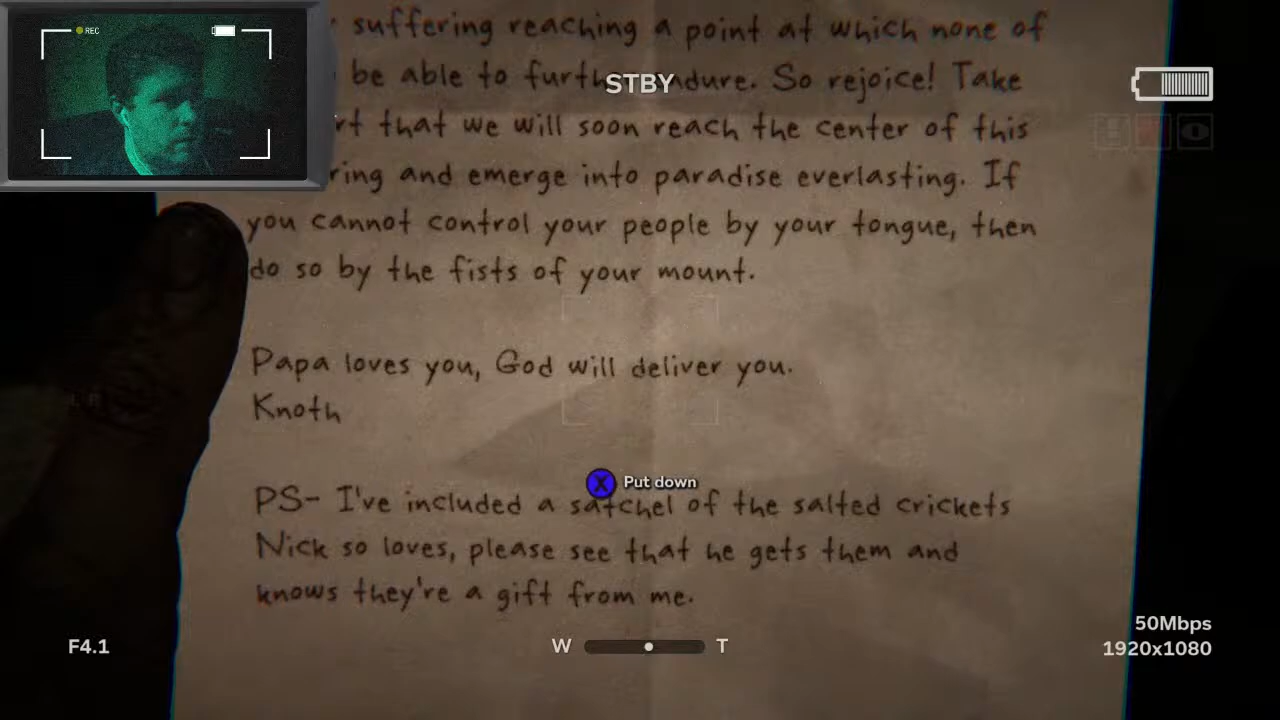 REC
suffering reaching a point at which none of
be able to furth ndure. So rejoice! Take
STBY
rt that we will soon reach the center of this
ring and emerge into paradise everlasting. If
you cannot control your people by your tongue, then
do so by the fists of your mount.
Papa loves you, God will deliver you.
Knoth
X Put down
PS- I've included a satchel of the salted crickets
Nick so loves, please see that he gets them and
knows they're a gift from me.
F4.1
W T
50Mbps
1920x1080